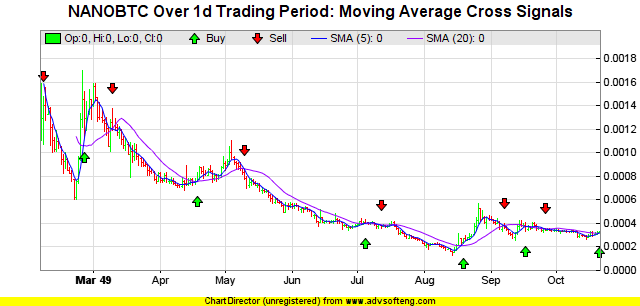 NANOBTC Over 1d Trading Period: Moving Average Cross Signals
Op:0, Hi:0, Lo:0, Cl:0 Buy Sell SMA (5): 0 SMA (20): 0
0.0018
0.0016
0.0014
0.0012
0.0010
0.0008
0.0006
0.0004
0.0002
0.0000
Mar 49 Apr May Jun Jul Aug Sep Oct
ChartDirector (unregistered) from www.advsofteng.com